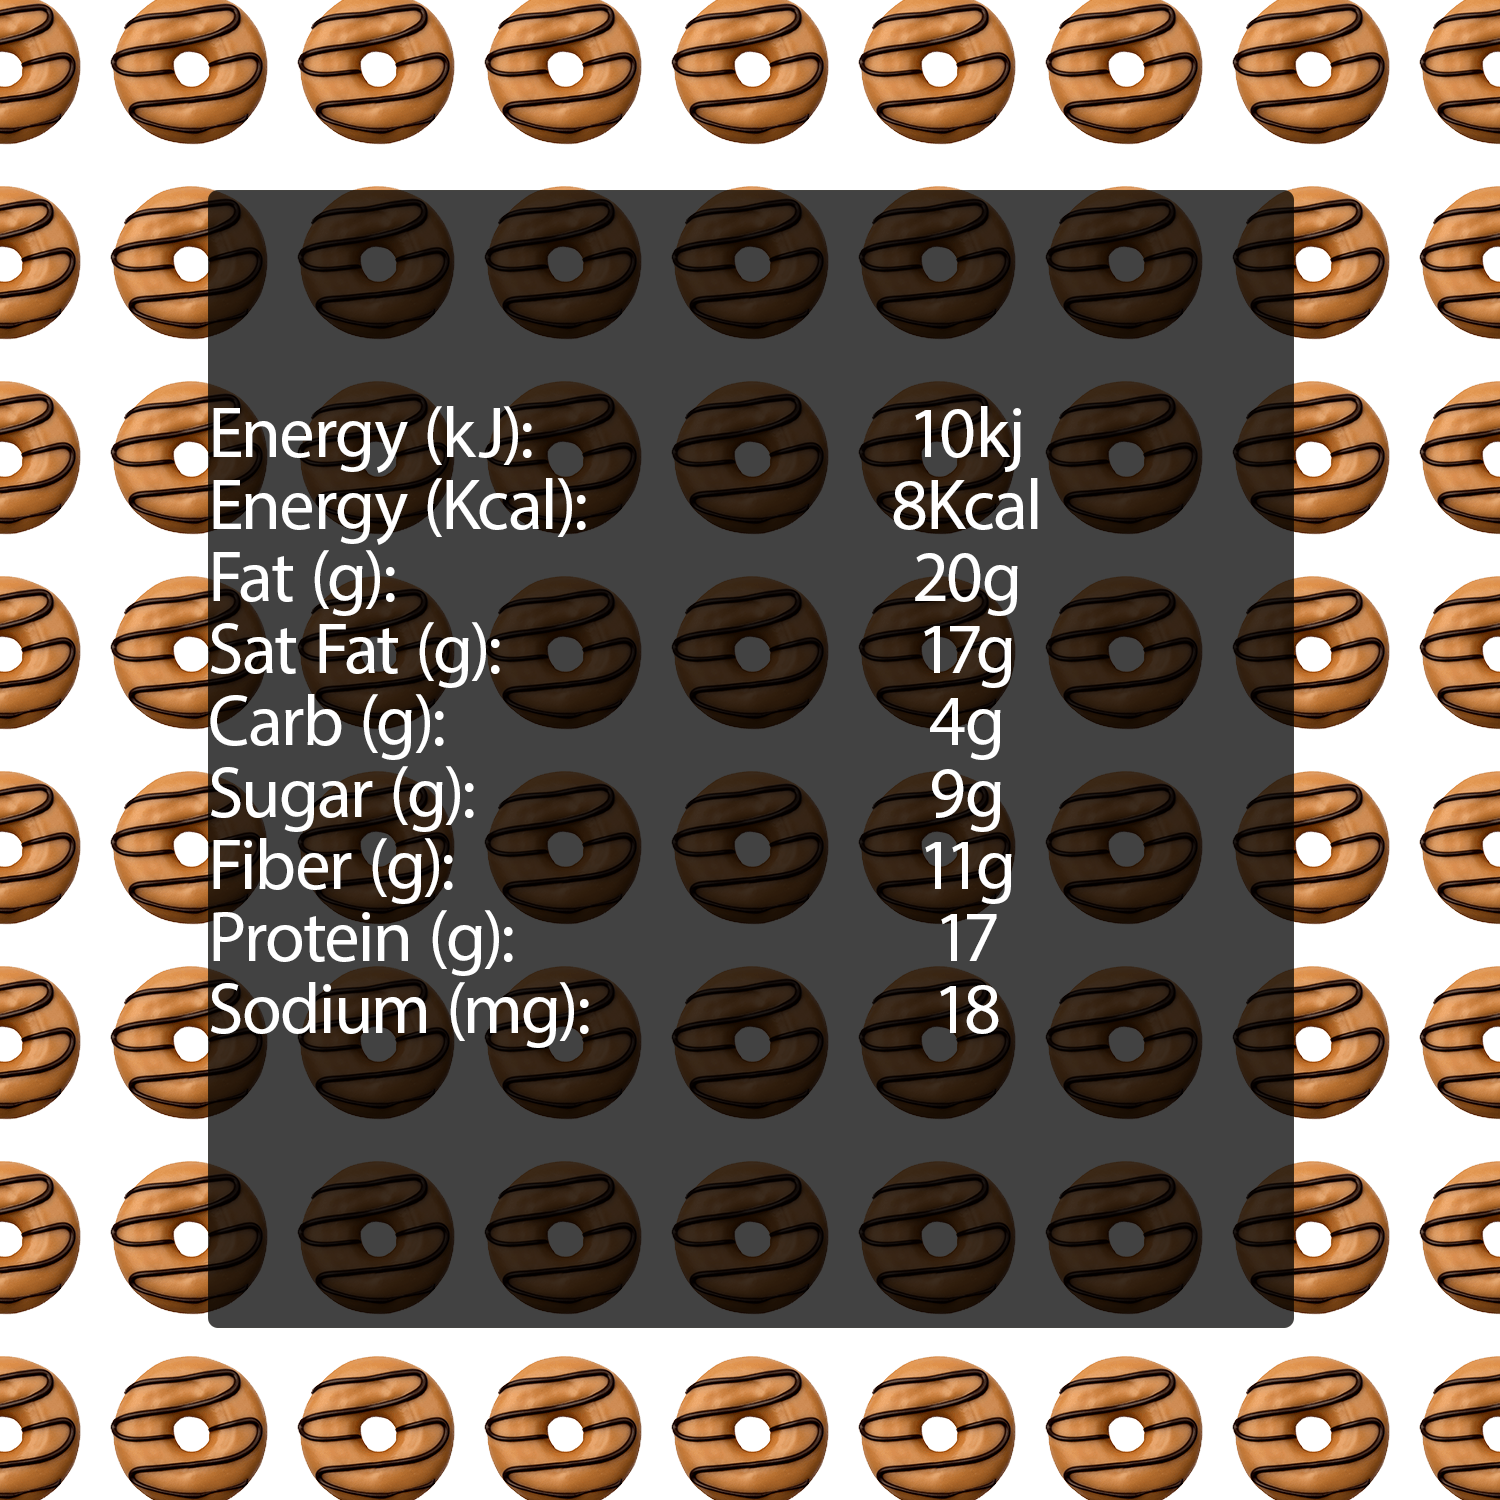 Energy (kJ): 10kj
Energy (Kcal): 8Kcal
Fat (g): 20g
Sat Fat (g): 17g
Carb (g): 4g
Sugar (g): 9g
Fiber (g): 11g
Protein (g): 17
Sodium (mg): 18